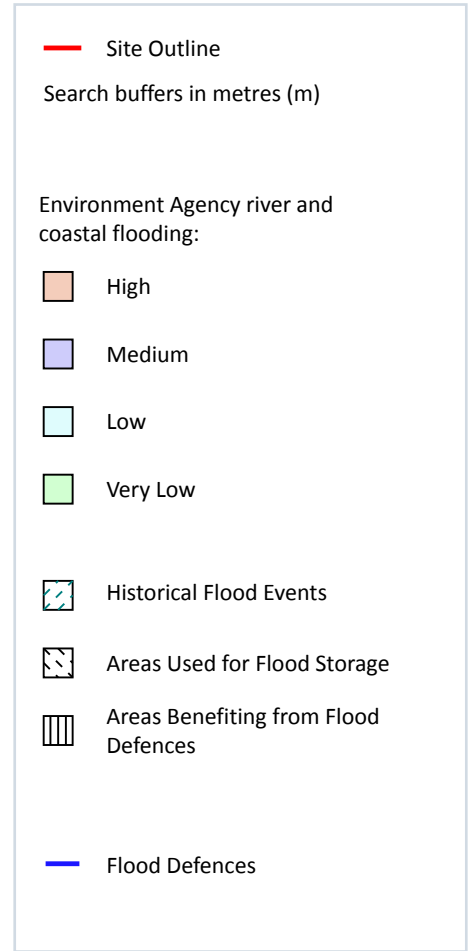 Site Outline
Search buffers in metres (m)
Environment Agency river and
coastal flooding:
High
Medium
Low
Very Low
Historical Flood Events
Areas Used for Flood Storage
Areas Benefiting from Flood
Defences
Flood Defences